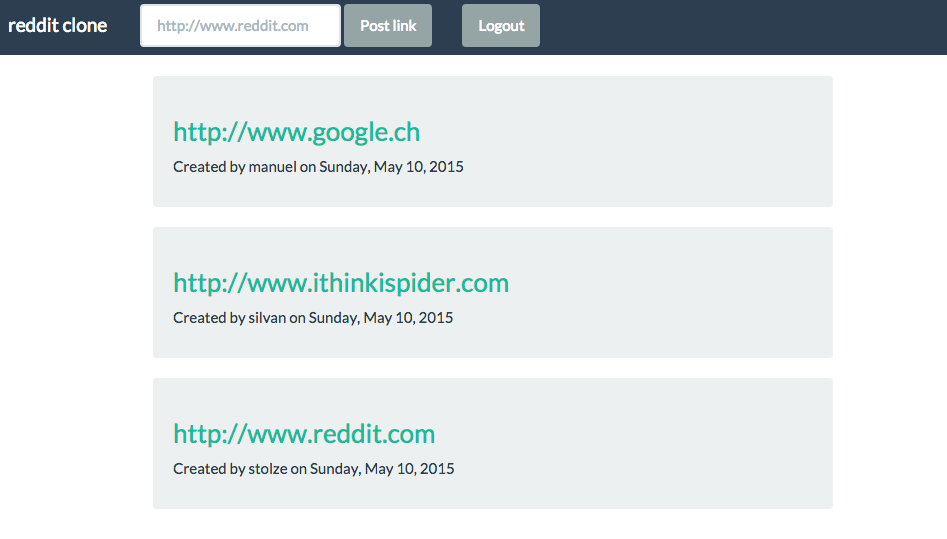 reddit clone http://www.reddit.com Post link Logout
http://www.google.ch
Created by manuel on Sunday, May 10, 2015
http://www.ithinkispider.com
Created by silvan on Sunday, May 10, 2015
http://www.reddit.com
Created by stolze on Sunday, May 10, 2015